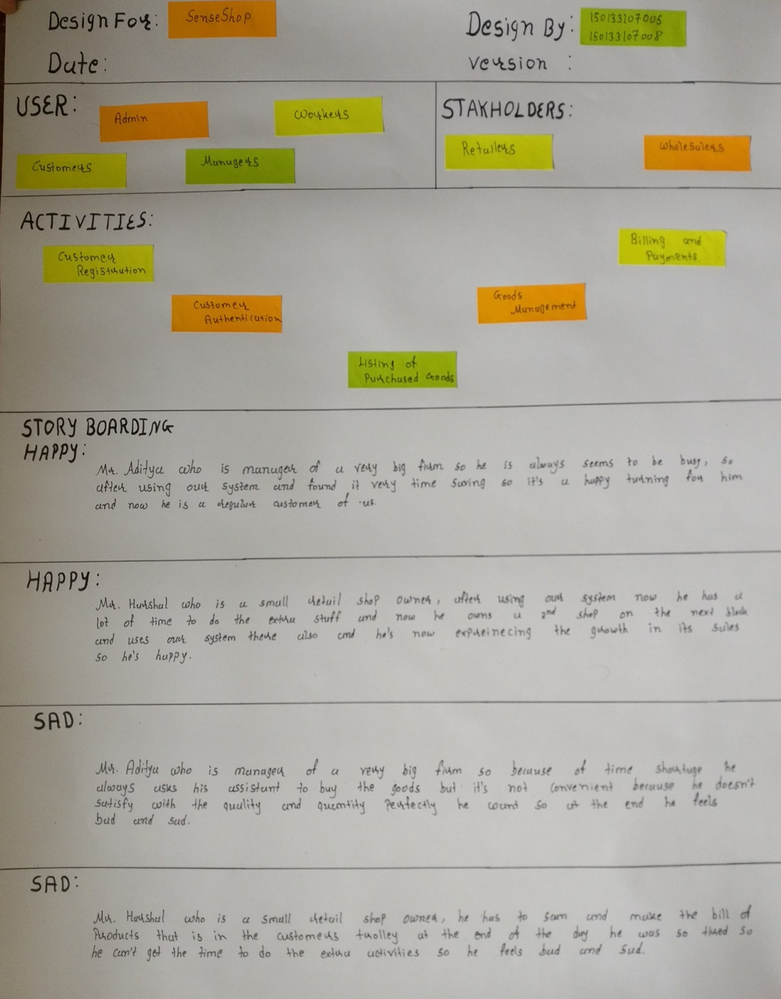 Design For: SenseShop
Design By: 150133107005
150133107008
Date:
Version :
USER:
Admin
Workers
Customers
Managers
STAKHOLDERS:
Retailers
Wholesalers
ACTIVITIES:
Customer
Registration
Customer
Authentication
Listing of
Purchased Goods
Goods
Management
Billing and
Payments
STORY BOARDING
HAPPY:
Mr. Aditya who is manager of a very big firm so he is always seems to be busy, so
after using our system and found it very time saving so it's a happy turning for him
and now he is a regular customer of us.
HAPPY:
Mr. Harshal who is a small retail shop owner, after using our system now he has a
lot of time to do the extra stuff and now he owns a 2nd shop on the next block
and uses our system there also and he's now expreinecing the growth in its sales
so he's happy.
SAD:
Mr. Aditya who is manager of a very big firm so because of time shortage he
always asks his assistant to buy the goods but it's not convenient because he doesn't
satisfy with the quality and quantity Perfectly he want so at the end he feels
bad and sad.
SAD:
Mr. Harshal who is a small retail shop owner, he has to scan and make the bill of
Products that is in the customers trolley at the end of the day he was so tired so
he can't get the time to do the extra activities so he feels bad and sad.